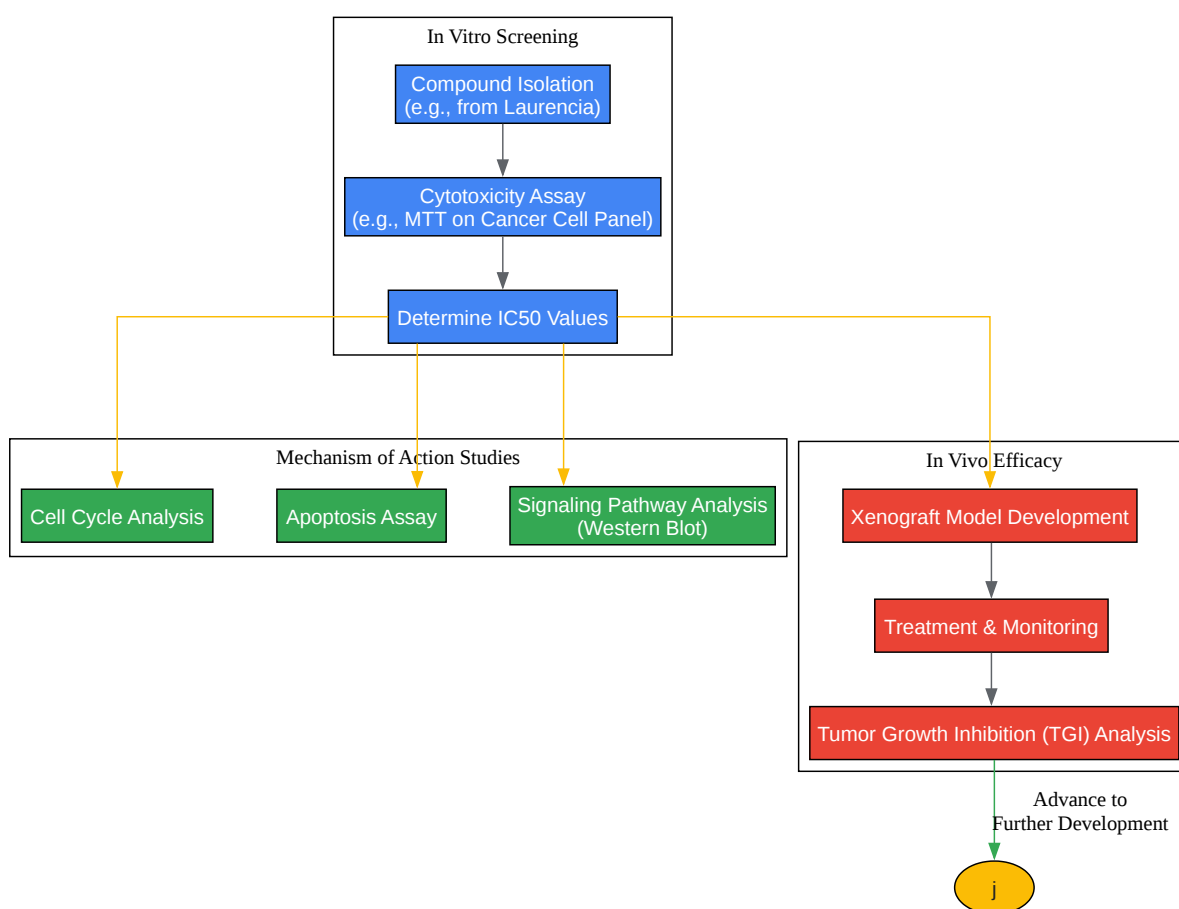 In Vitro Screening
Compound Isolation
(e.g., from Laurencia)
Cytotoxicity Assay
(e.g., MTT on Cancer Cell Panel)
Determine IC50 Values
Mechanism of Action Studies
Cell Cycle Analysis
Apoptosis Assay
Signaling Pathway Analysis
(Western Blot)
In Vivo Efficacy
Xenograft Model Development
Treatment & Monitoring
Tumor Growth Inhibition (TGI) Analysis
Advance to
Further Development
j